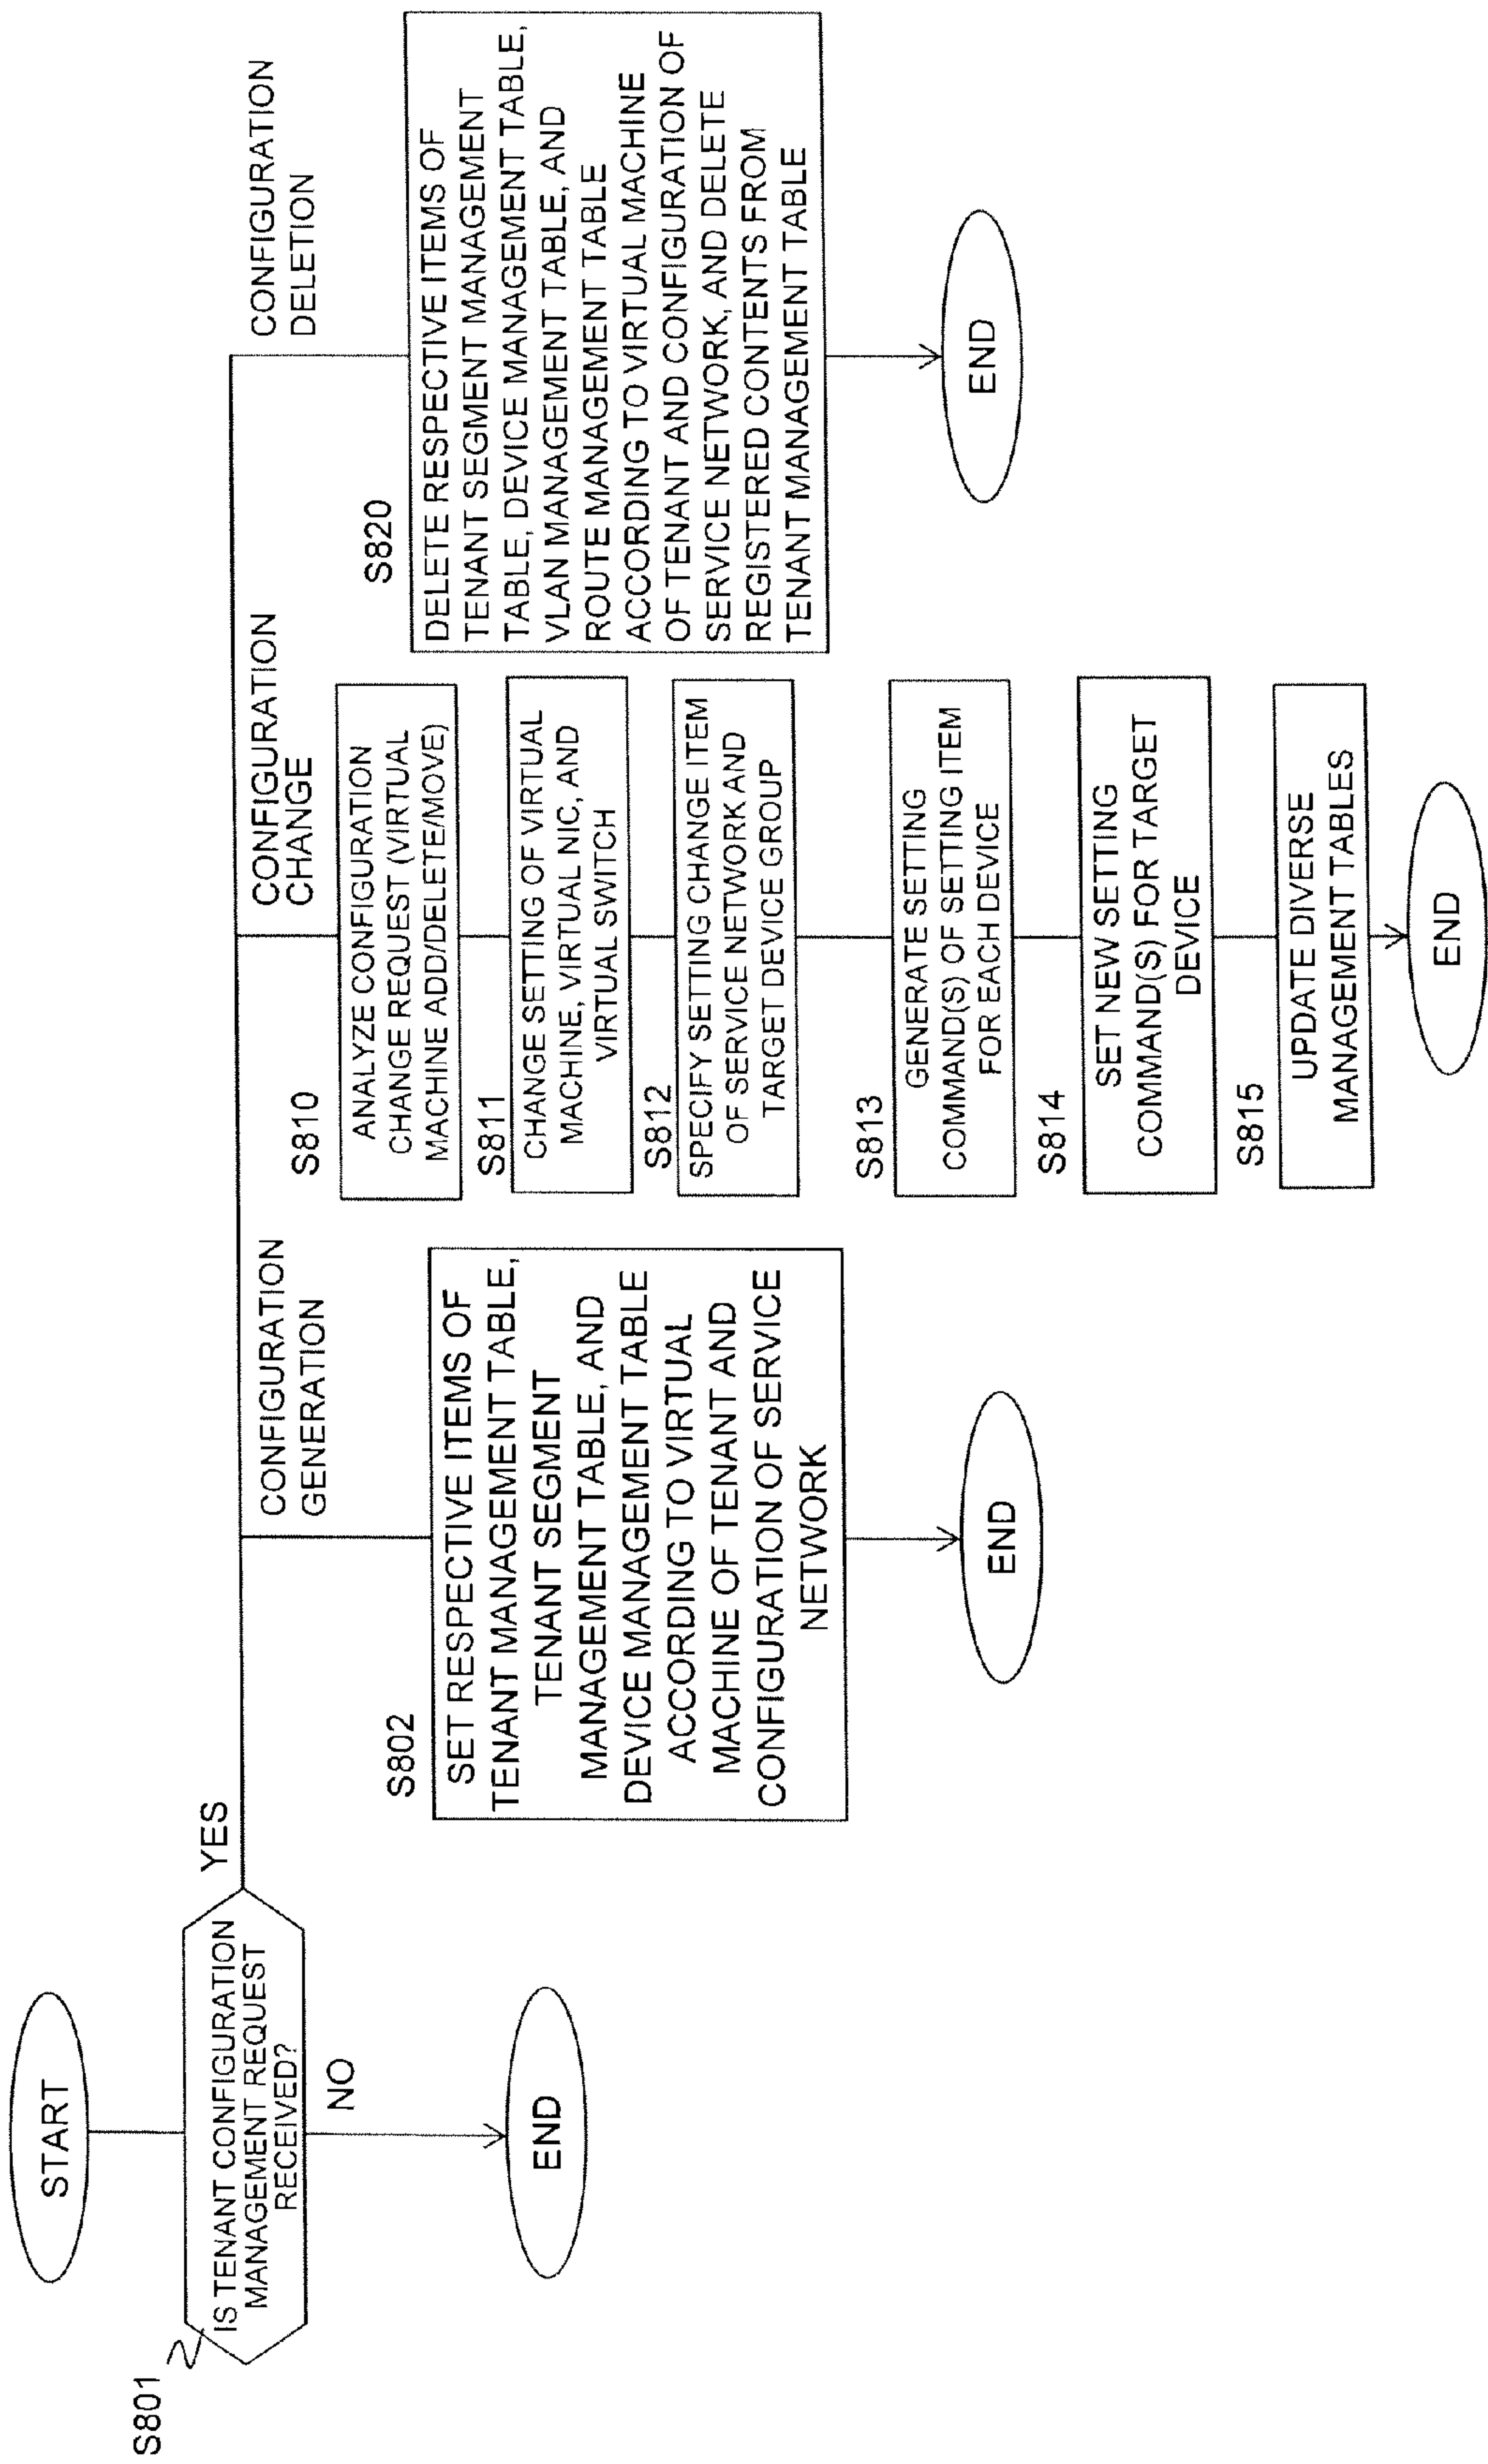 START
S801
IS TENANT CONFIGURATION
MANAGEMENT REQUEST
RECEIVED?
YES
NO
END
CONFIGURATION
GENERATION
S802
SET RESPECTIVE ITEMS OF
TENANT MANAGEMENT TABLE,
TENANT SEGMENT
MANAGEMENT TABLE, AND
DEVICE MANAGEMENT TABLE
ACCORDING TO VIRTUAL
MACHINE OF TENANT AND
CONFIGURATION OF SERVICE
NETWORK
END
CONFIGURATION
CHANGE
S810
ANALYZE CONFIGURATION
CHANGE REQUEST (VIRTUAL
MACHINE ADD/DELETE/MOVE)
S811
CHANGE SETTING OF VIRTUAL
MACHINE, VIRTUAL NIC, AND
VIRTUAL SWITCH
S812
SPECIFY SETTING CHANGE ITEM
OF SERVICE NETWORK AND
TARGET DEVICE GROUP
S813
GENERATE SETTING
COMMAND(S) OF SETTING ITEM
FOR EACH DEVICE
S814
SET NEW SETTING
COMMAND(S) FOR TARGET
DEVICE
S815
UPDATE DIVERSE
MANAGEMENT TABLES
END
CONFIGURATION
DELETION
S820
DELETE RESPECTIVE ITEMS OF
TENANT SEGMENT MANAGEMENT
TABLE, DEVICE MANAGEMENT TABLE,
VLAN MANAGEMENT TABLE, AND
ROUTE MANAGEMENT TABLE
ACCORDING TO VIRTUAL MACHINE
OF TENANT AND CONFIGURATION OF
SERVICE NETWORK, AND DELETE
REGISTERED CONTENTS FROM
TENANT MANAGEMENT TABLE
END